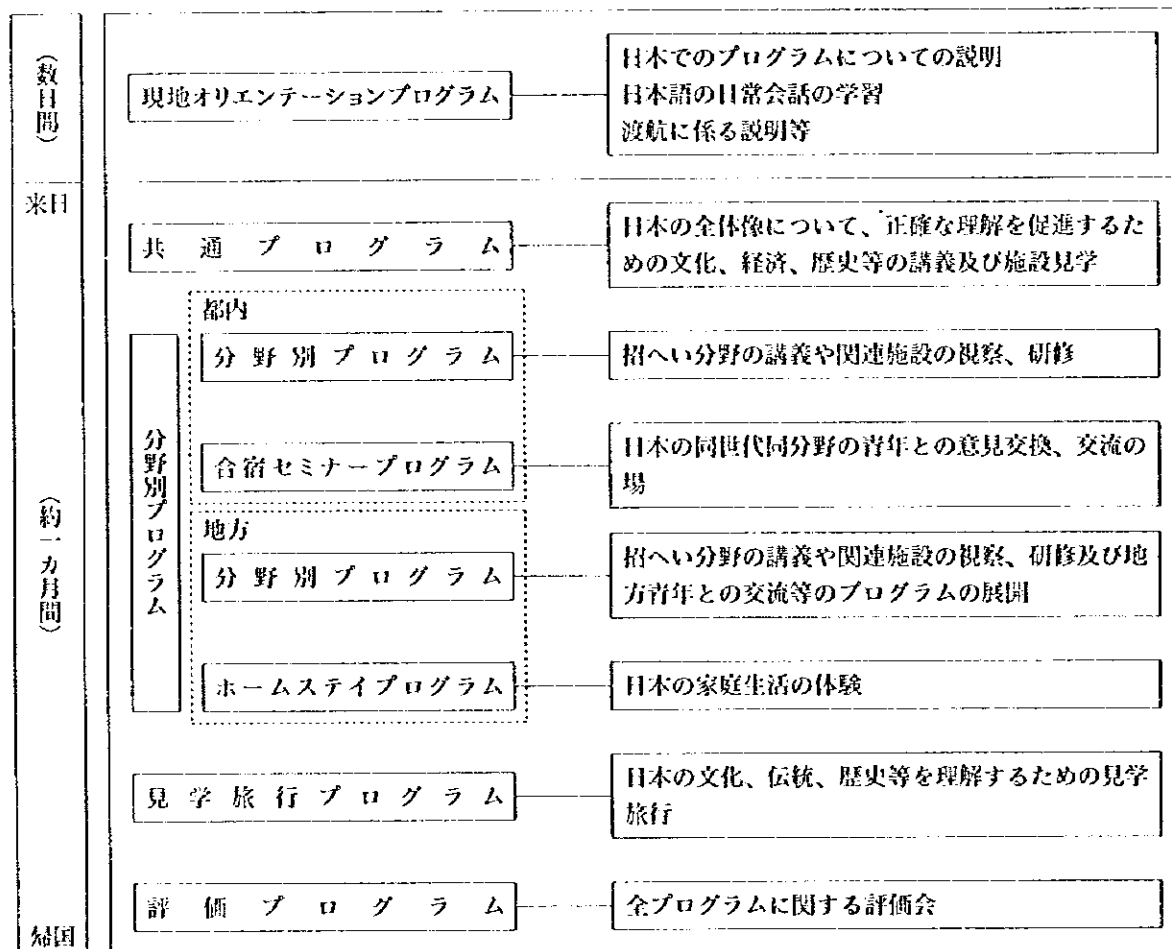 (数日間)
現地オリエンテーションプログラム
日本でのプログラムについての説明
日本語の日常会話の学習
渡航に係る説明等
来日
共通プログラム
日本の全体像について、正確な理解を促進するた
めの文化、経済、歴史等の講義及び施設見学
(約一カ月間)
分野別プログラム
都内
分野別プログラム
招へい分野の講義や関連施設の視察、研修
合宿セミナープログラム
日本の同世代同分野の青年との意見交換、交流の
場
地方
分野別プログラム
招へい分野の講義や関連施設の視察、研修及び地
方青年との交流等のプログラムの展開
ホームステイプログラム
日本の家庭生活の体験
見学旅行プログラム
日本の文化、伝統、歴史等を理解するための見学
旅行
評価プログラム
全プログラムに関する評価会
帰国